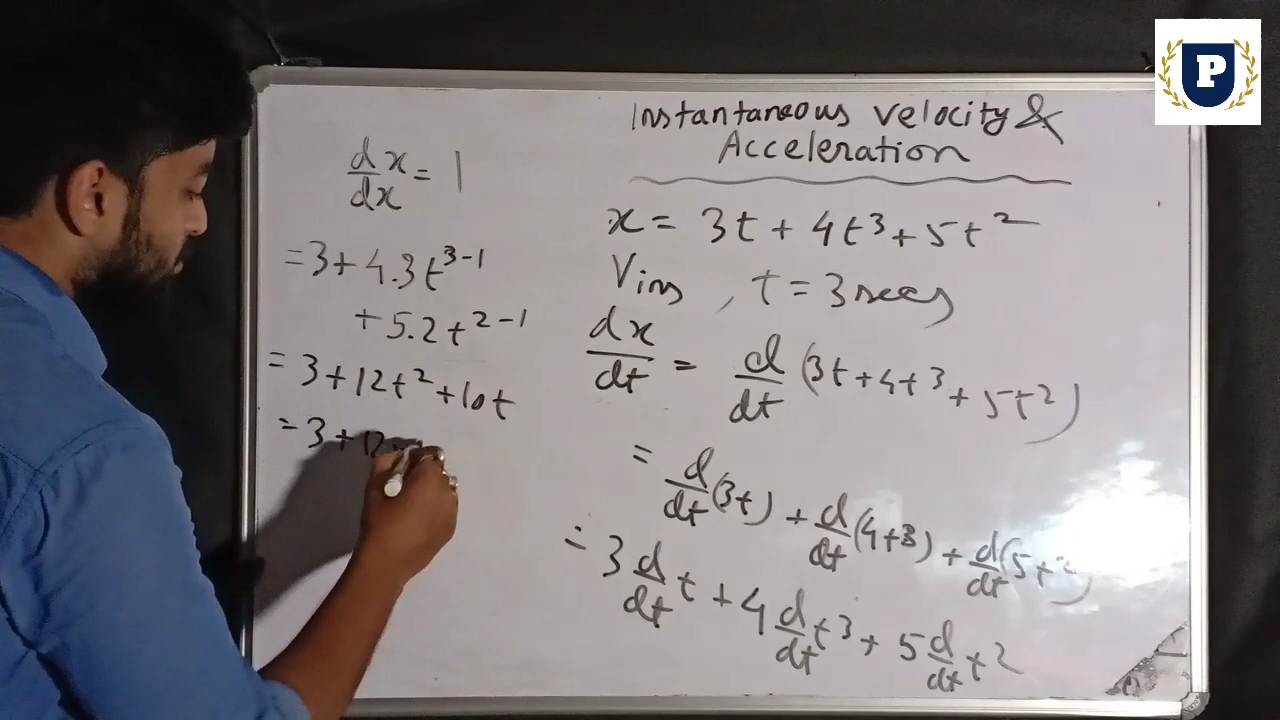 P
Instantaneous velocity &
Acceleration
x = 3t + 4t³ + 5t²
Vins , t = 3 secs
dx/dt = d/dt (3t + 4t³ + 5t²)
= d/dt (3t) + d/dt (4t³) + d/dt (5t²)
= 3 d/dt t + 4 d/dt t³ + 5 d/dt t²
dx/dx = 1
= 3 + 4.3t³⁻¹
+ 5.2t²⁻¹
= 3 + 12t² + 10t
= 3 + 12